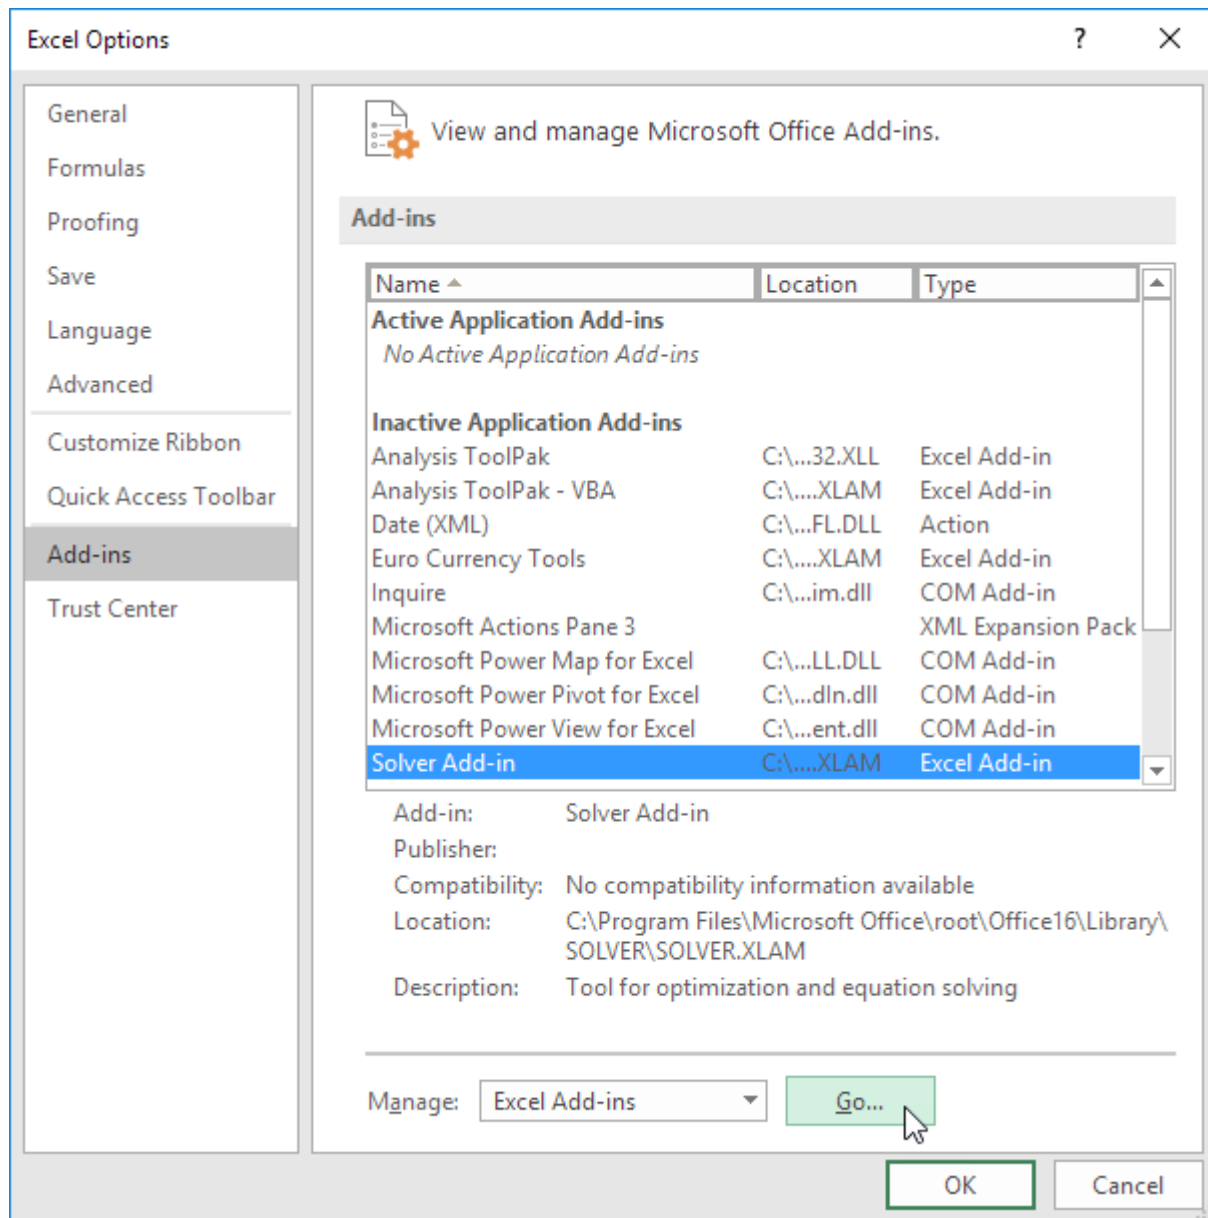 Excel Options ?
General
Formulas
Proofing
Save
Language
Advanced
Customize Ribbon
Quick Access Toolbar
Add-ins
Trust Center
View and manage Microsoft Office Add-ins.
Add-ins
Name Location Type
Active Application Add-ins
No Active Application Add-ins
Inactive Application Add-ins
Analysis ToolPak C:\...32.XLL Excel Add-in
Analysis ToolPak - VBA C:\....XLAM Excel Add-in
Date (XML) C:\...FL.DLL Action
Euro Currency Tools C:\....XLAM Excel Add-in
Inquire C:\...im.dll COM Add-in
Microsoft Actions Pane 3 XML Expansion Pack
Microsoft Power Map for Excel C:\...LL.DLL COM Add-in
Microsoft Power Pivot for Excel C:\...dln.dll COM Add-in
Microsoft Power View for Excel C:\...ent.dll COM Add-in
Solver Add-in C:\....XLAM Excel Add-in
Add-in: Solver Add-in
Publisher:
Compatibility: No compatibility information available
Location: C:\Program Files\Microsoft Office\root\Office16\Library\
SOLVER\SOLVER.XLAM
Description: Tool for optimization and equation solving
Manage: Excel Add-ins Go...
OK Cancel